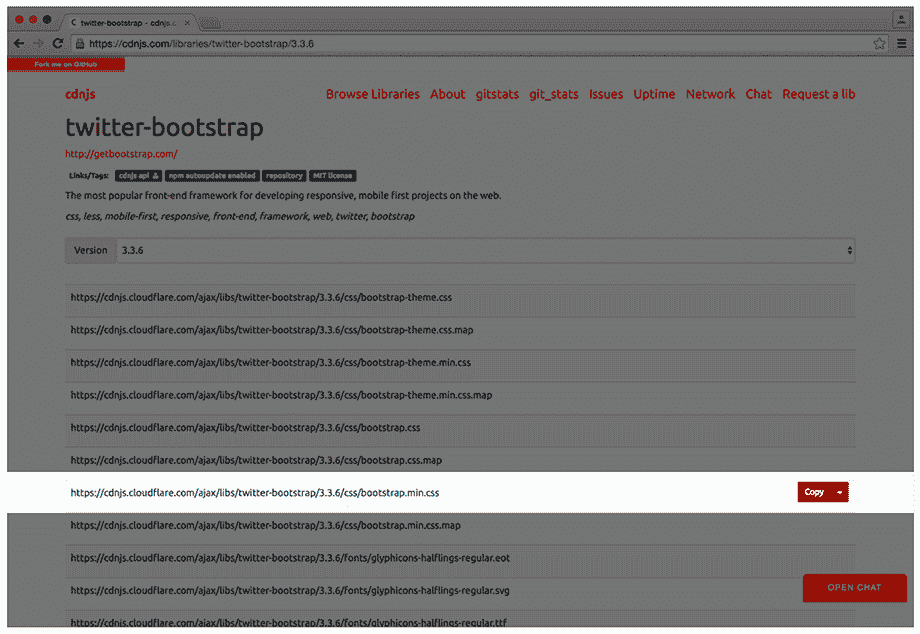 twitter-bootstrap - cdnjs.c
https://cdnjs.com/libraries/twitter-bootstrap/3.3.6
Fork me on GitHub
cdnjs Browse Libraries About gitstats git_stats Issues Uptime Network Chat Request a lib
twitter-bootstrap
http://getbootstrap.com/
Links/Tags: cdnjs api npm autoupdate enabled repository MIT license
The most popular front-end framework for developing responsive, mobile first projects on the web.
css, less, mobile-first, responsive, front-end, framework, web, twitter, bootstrap
Version 3.3.6
https://cdnjs.cloudflare.com/ajax/libs/twitter-bootstrap/3.3.6/css/bootstrap-theme.css
https://cdnjs.cloudflare.com/ajax/libs/twitter-bootstrap/3.3.6/css/bootstrap-theme.css.map
https://cdnjs.cloudflare.com/ajax/libs/twitter-bootstrap/3.3.6/css/bootstrap-theme.min.css
https://cdnjs.cloudflare.com/ajax/libs/twitter-bootstrap/3.3.6/css/bootstrap-theme.min.css.map
https://cdnjs.cloudflare.com/ajax/libs/twitter-bootstrap/3.3.6/css/bootstrap.css
https://cdnjs.cloudflare.com/ajax/libs/twitter-bootstrap/3.3.6/css/bootstrap.css.map
https://cdnjs.cloudflare.com/ajax/libs/twitter-bootstrap/3.3.6/css/bootstrap.min.css Copy
https://cdnjs.cloudflare.com/ajax/libs/twitter-bootstrap/3.3.6/css/bootstrap.min.css.map
https://cdnjs.cloudflare.com/ajax/libs/twitter-bootstrap/3.3.6/fonts/glyphicons-halflings-regular.eot
https://cdnjs.cloudflare.com/ajax/libs/twitter-bootstrap/3.3.6/fonts/glyphicons-halflings-regular.svg
OPEN CHAT
https://cdnjs.cloudflare.com/ajax/libs/twitter-bootstrap/3.3.6/fonts/glyphicons-halflings-regular.ttf